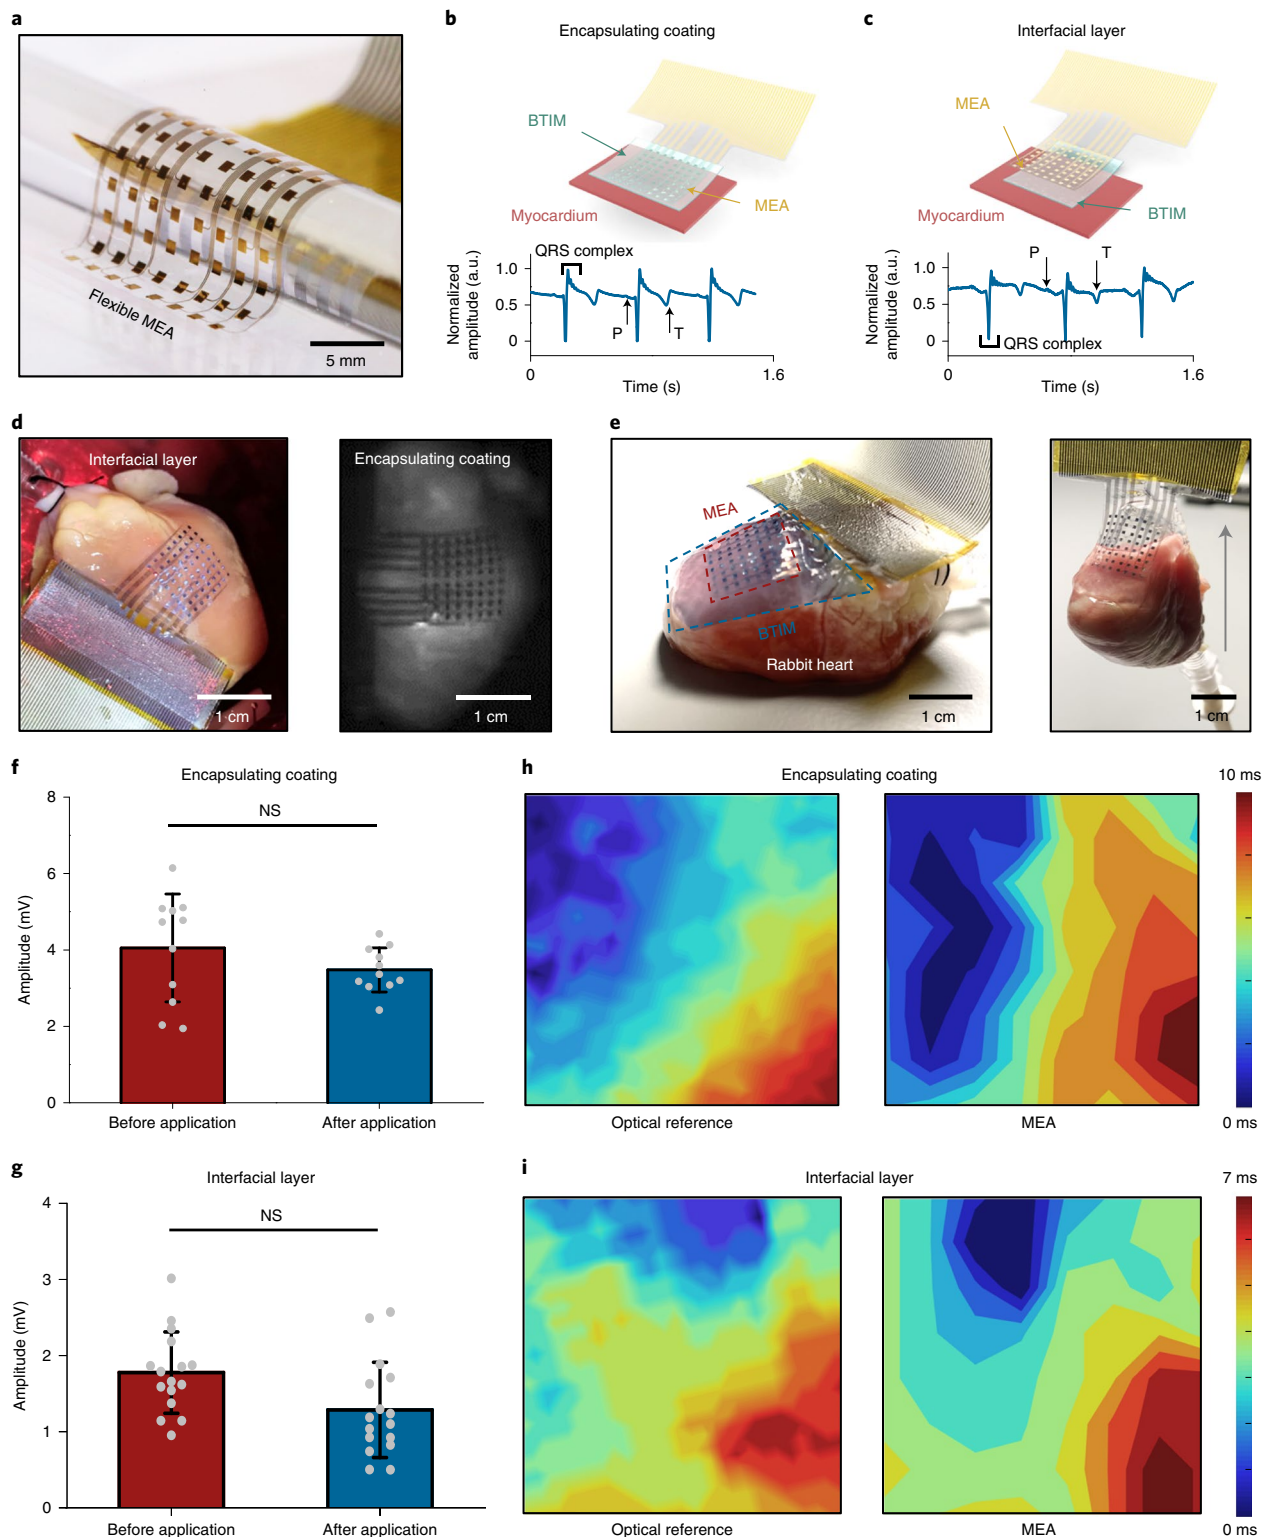 a
Flexible MEA
5 mm
b
Encapsulating coating
BTIM
MEA
Myocardium
QRS complex
Normalized
amplitude (a.u.)
1.0
0.5
0
P
T
0
1.6
Time (s)
c
Interfacial layer
MEA
Myocardium
BTIM
Normalized
amplitude (a.u.)
1.0
0.5
0
P
T
QRS complex
0
1.6
Time (s)
d
Interfacial layer
1 cm
Encapsulating coating
1 cm
e
MEA
BTIM
Rabbit heart
1 cm
1 cm
f
Encapsulating coating
Amplitude (mV)
8
6
4
2
0
NS
Before application
After application
g
Interfacial layer
Amplitude (mV)
4
3
2
1
0
NS
Before application
After application
h
Encapsulating coating
10 ms
0 ms
Optical reference
MEA
i
Interfacial layer
7 ms
0 ms
Optical reference
MEA